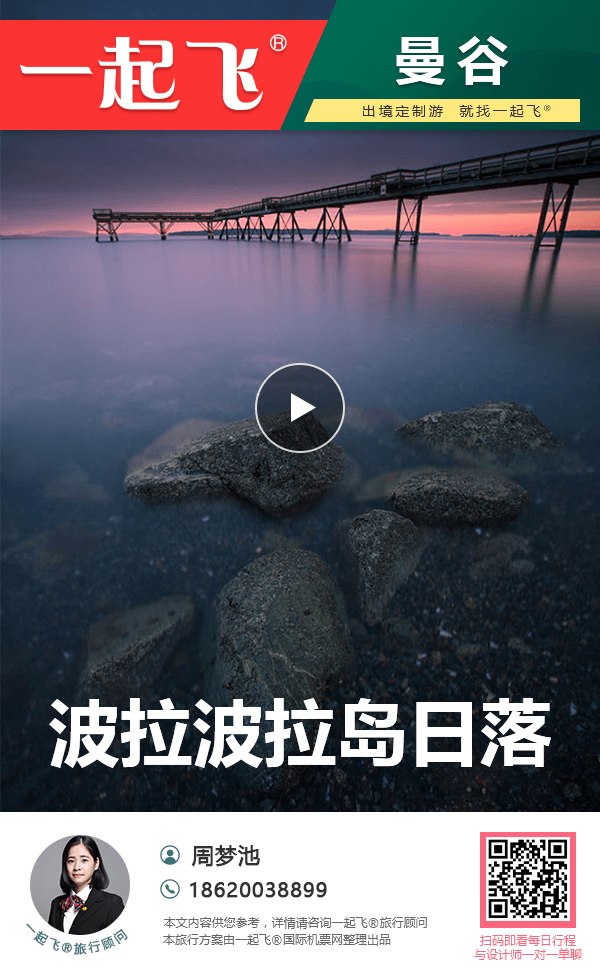 一起飞®
曼谷
出境定制游 就找一起飞®
波拉波拉岛日落
周梦池
18620038899
一起飞®旅行顾问
本文内容供您参考，详情请咨询一起飞®旅行顾问
本旅行方案由一起飞®国际机票网整理出品
扫码即看每日行程
与设计师一对一单聊